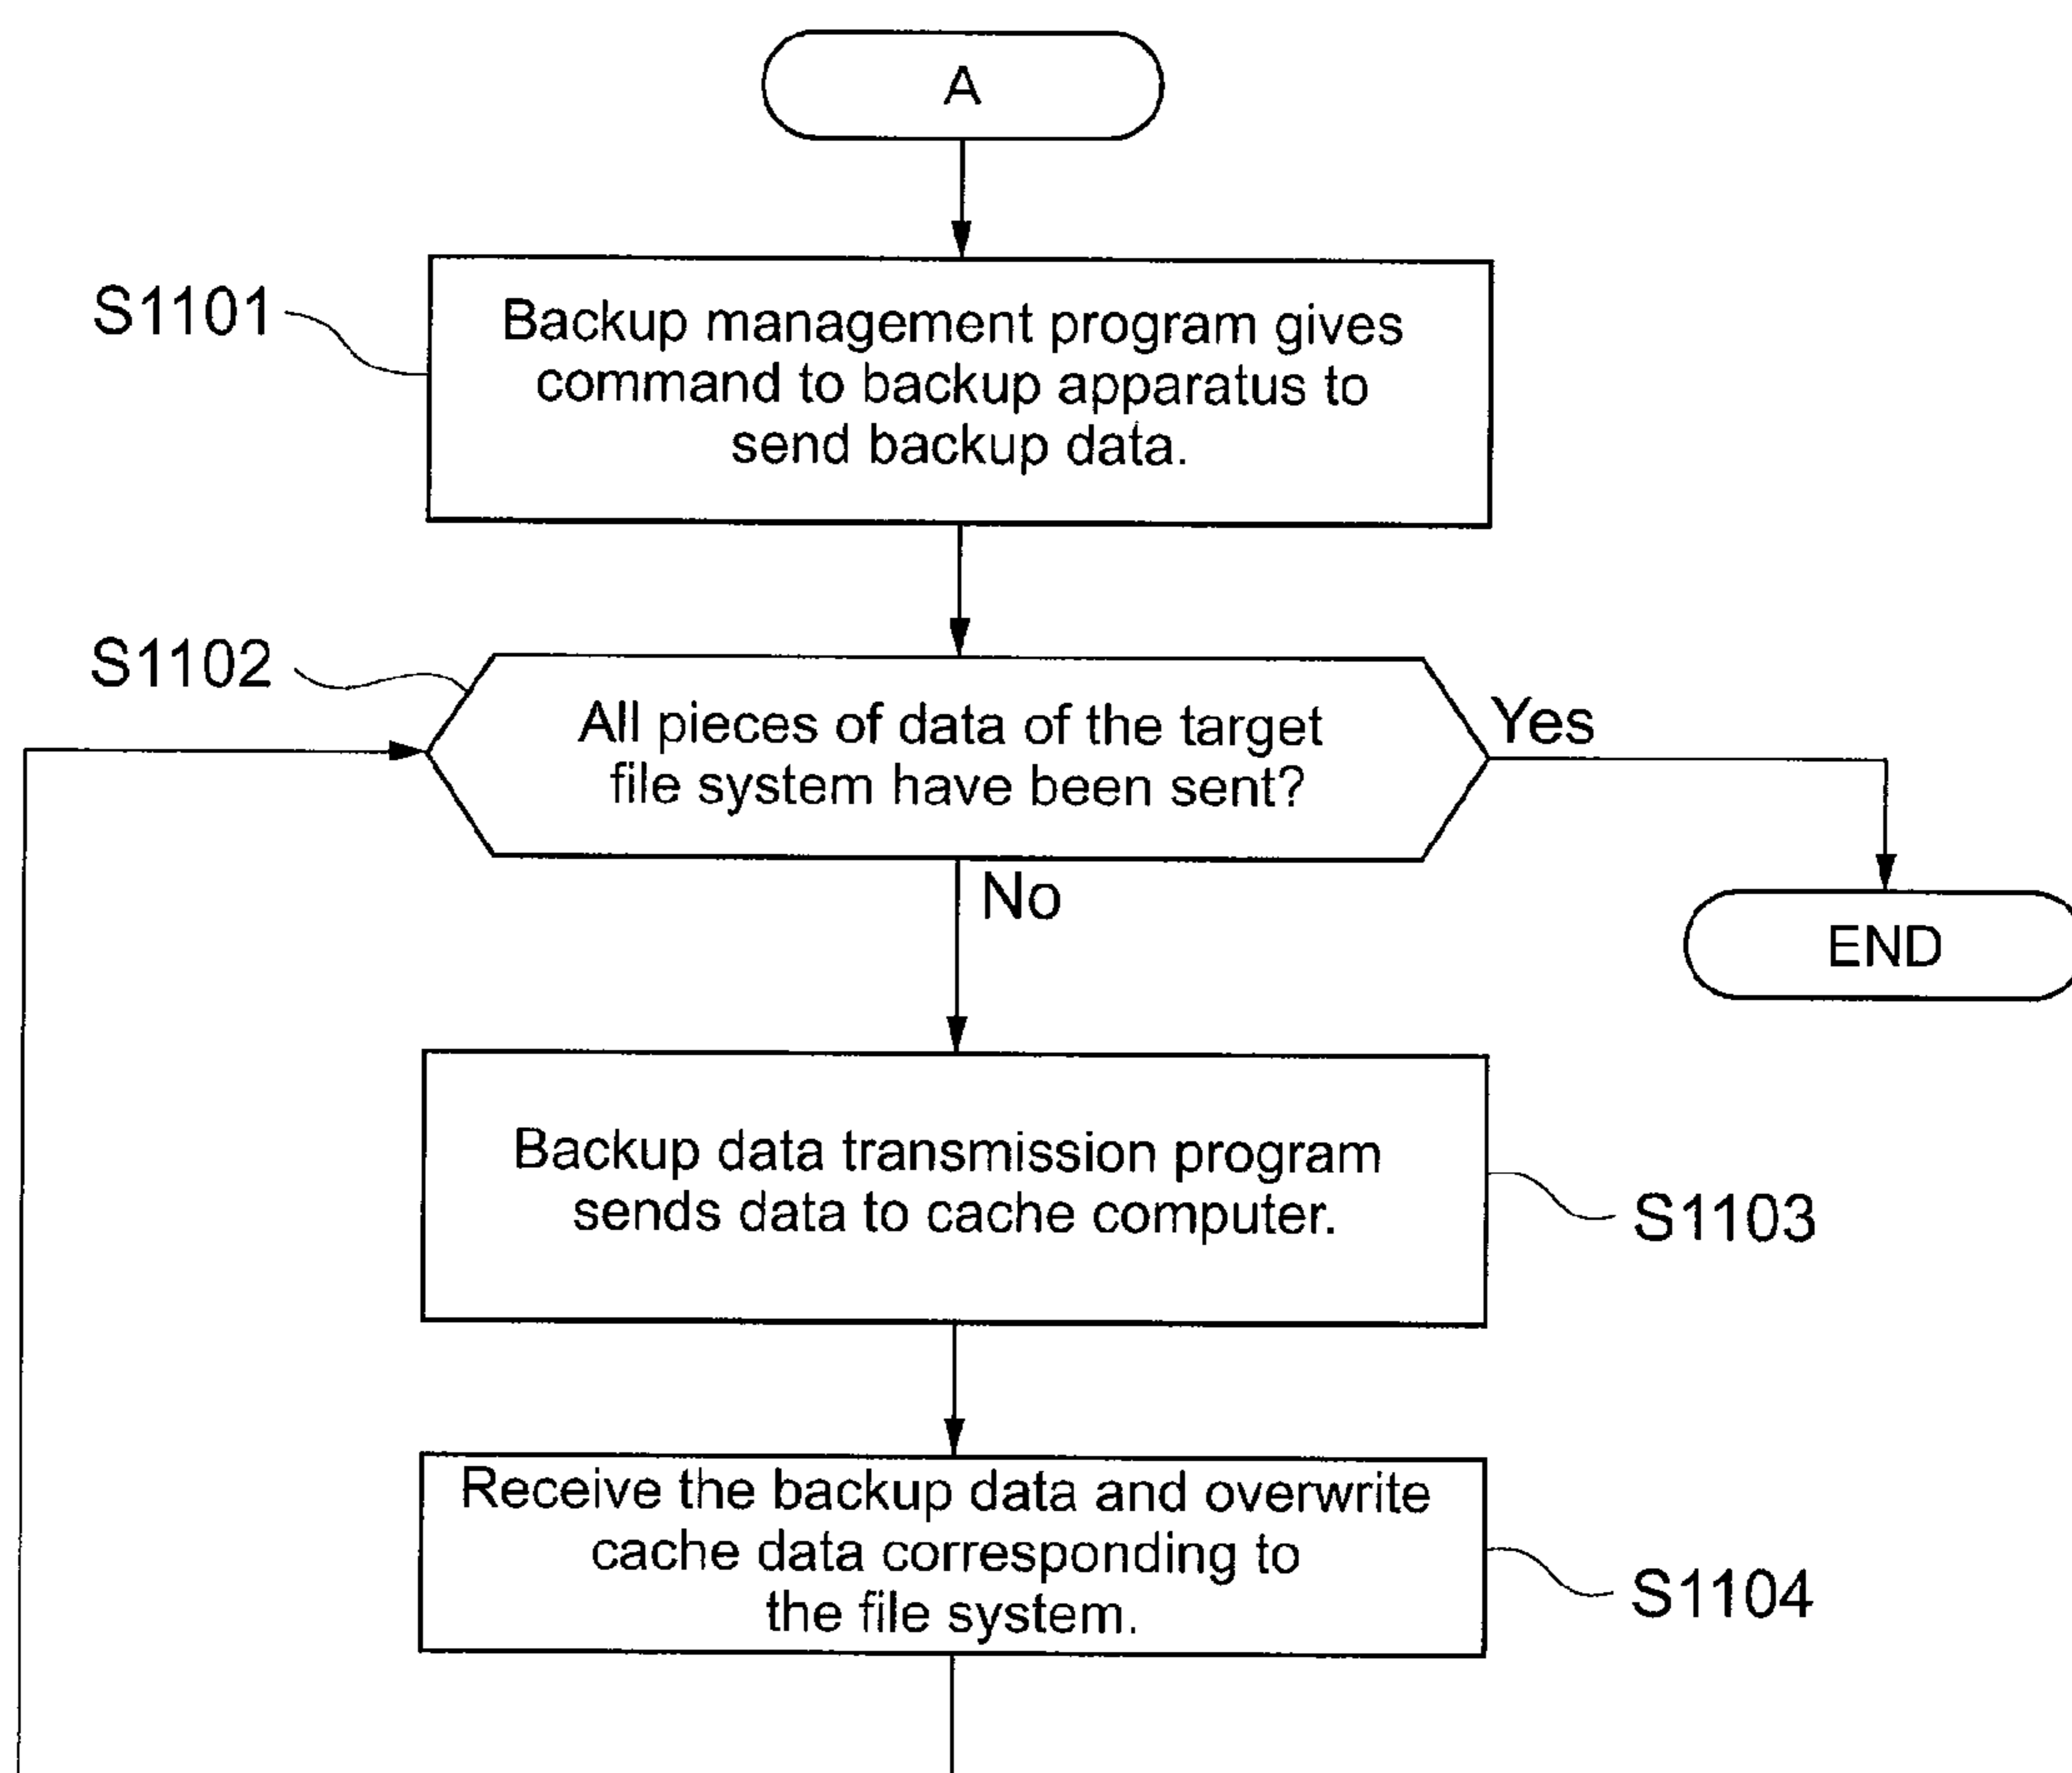 A
S1101
Backup management program gives
command to backup apparatus to
send backup data.
S1102
All pieces of data of the target
file system have been sent?
Yes
No
END
Backup data transmission program
sends data to cache computer.
S1103
Receive the backup data and overwrite
cache data corresponding to
the file system.
S1104